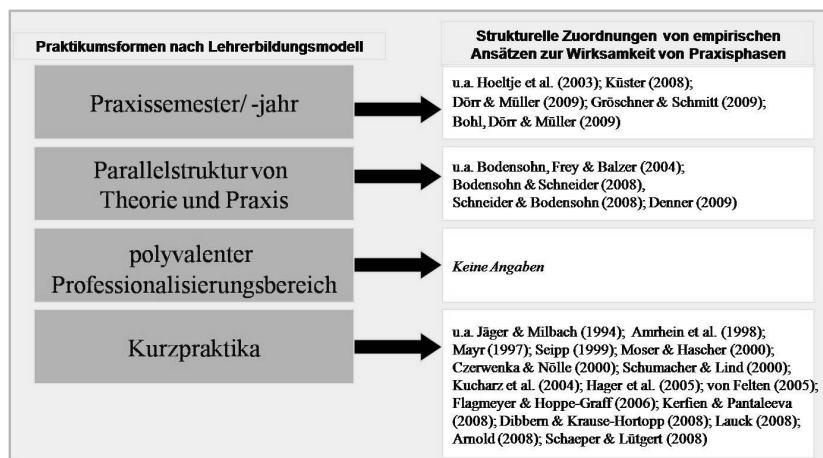 Praktikumsformen nach Lehrerbildungsmodell
Strukturelle Zuordnungen von empirischen
Ansätzen zur Wirksamkeit von Praxisphasen
Praxissemester/ -jahr
u.a. Hoeltje et al. (2003); Küster (2008);
Dörr & Müller (2009); Gröschner & Schmitt (2009);
Bohl, Dörr & Müller (2009)
Parallelstruktur von
Theorie und Praxis
u.a. Bodensohn, Frey & Balzer (2004);
Bodensohn & Schneider (2008),
Schneider & Bodensohn (2008); Denner (2009)
polyvalenter
Professionalisierungsbereich
Keine Angaben
Kurzpraktika
u.a. Jäger & Milbach (1994); Amrhein et al. (1998);
Mayr (1997); Seipp (1999); Moser & Hascher (2000);
Czerwenka & Nölle (2000); Schumacher & Lind (2000);
Kucharz et al. (2004); Hager et al. (2005); von Felten (2005);
Flagmeyer & Hoppe-Graff (2006); Kerfien & Pantaleeva
(2008); Dibbern & Krause-Hortopp (2008); Lauck (2008);
Arnold (2008); Schaeper & Lütgert (2008)